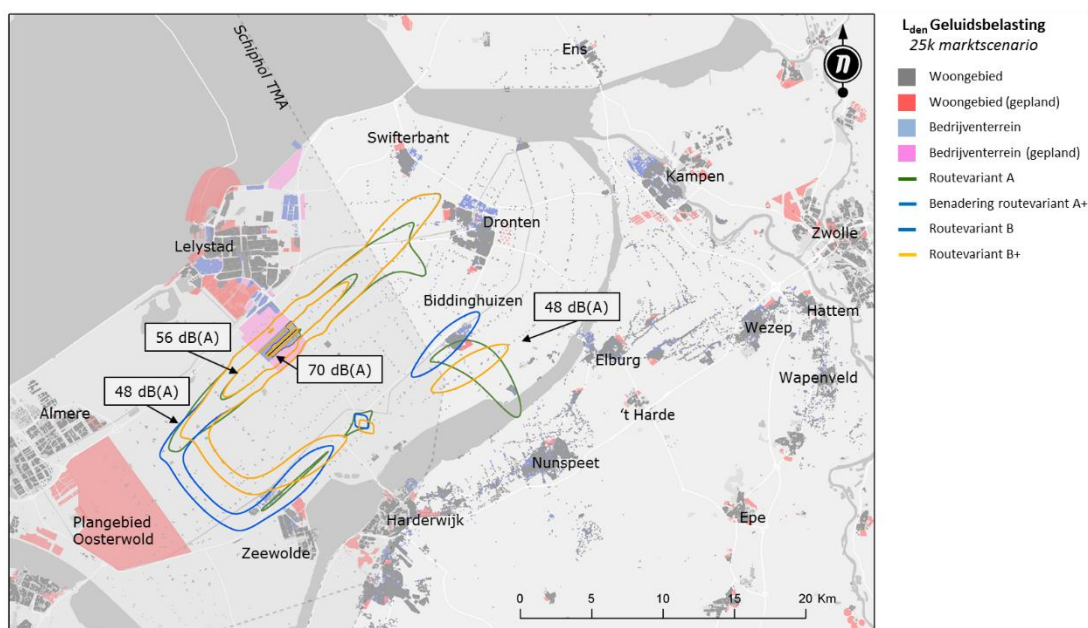 Schiphol TMA
Ens
n
Swifterbant
Kampen
Dronten
Lelystad
Zwolle
Biddinghuizen
48 dB(A)
Hattem
Wezep
56 dB(A)
Elburg
70 dB(A)
Wapenveld
48 dB(A)
Almere
't Harde
Nunspeet
Plangebied
Oosterwold
Harderwijk
Epe
Zeewolde
0 5 10 15 20 Km
Lden Geluidsbelasting
25k marktscenario
Woongebied
Woongebied (gepland)
Bedrijventerrein
Bedrijventerrein (gepland)
Routevariant A
Benadering routevariant A+
Routevariant B
Routevariant B+